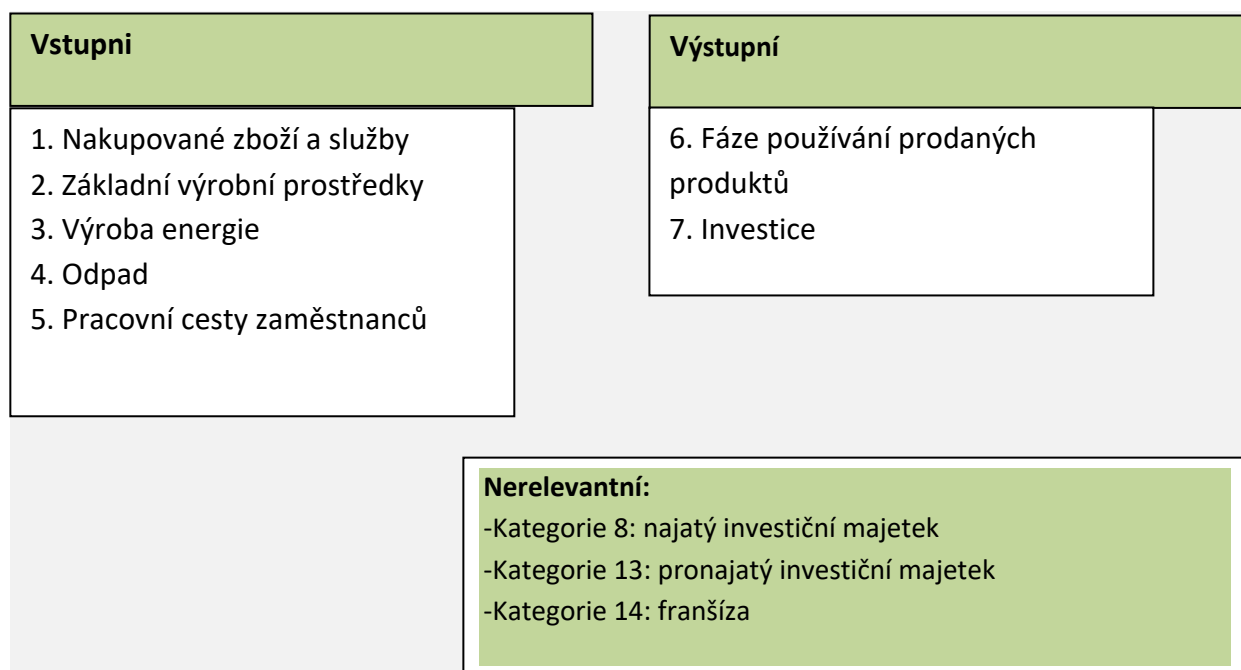 Vstupni
1. Nakupované zboží a služby
2. Základní výrobní prostředky
3. Výroba energie
4. Odpad
5. Pracovní cesty zaměstnanců
Výstupní
6. Fáze používání prodaných
produktů
7. Investice
Nerelevantní:
-Kategorie 8: najatý investiční majetek
-Kategorie 13: pronajatý investiční majetek
-Kategorie 14: franšíza